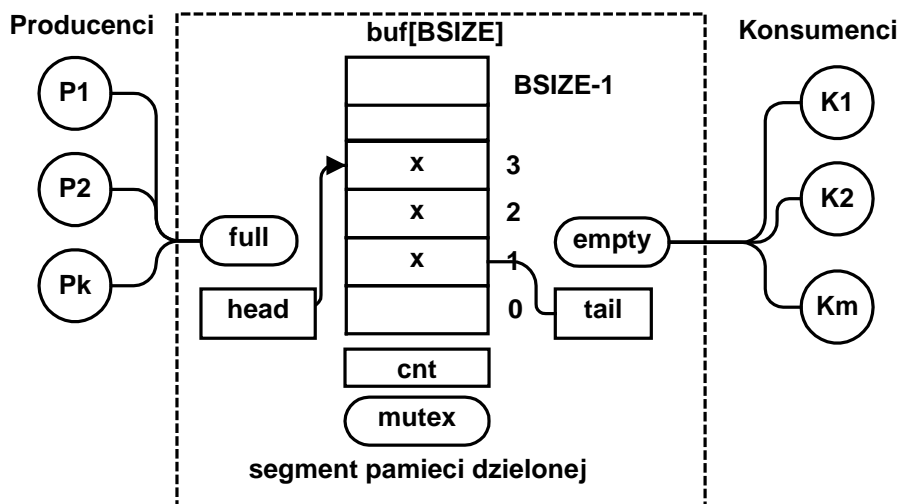 Producenci
buf[BSIZE]
Konsumenci
BSIZE-1
P1
K1
x
3
P2
x
2
K2
full
empty
x
1
Pk
head
0
tail
Km
cnt
mutex
segment pamieci dzielonej